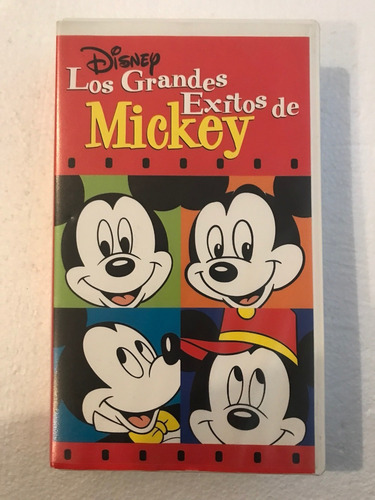 Disney
Los Grandes
Exitos de
Mickey